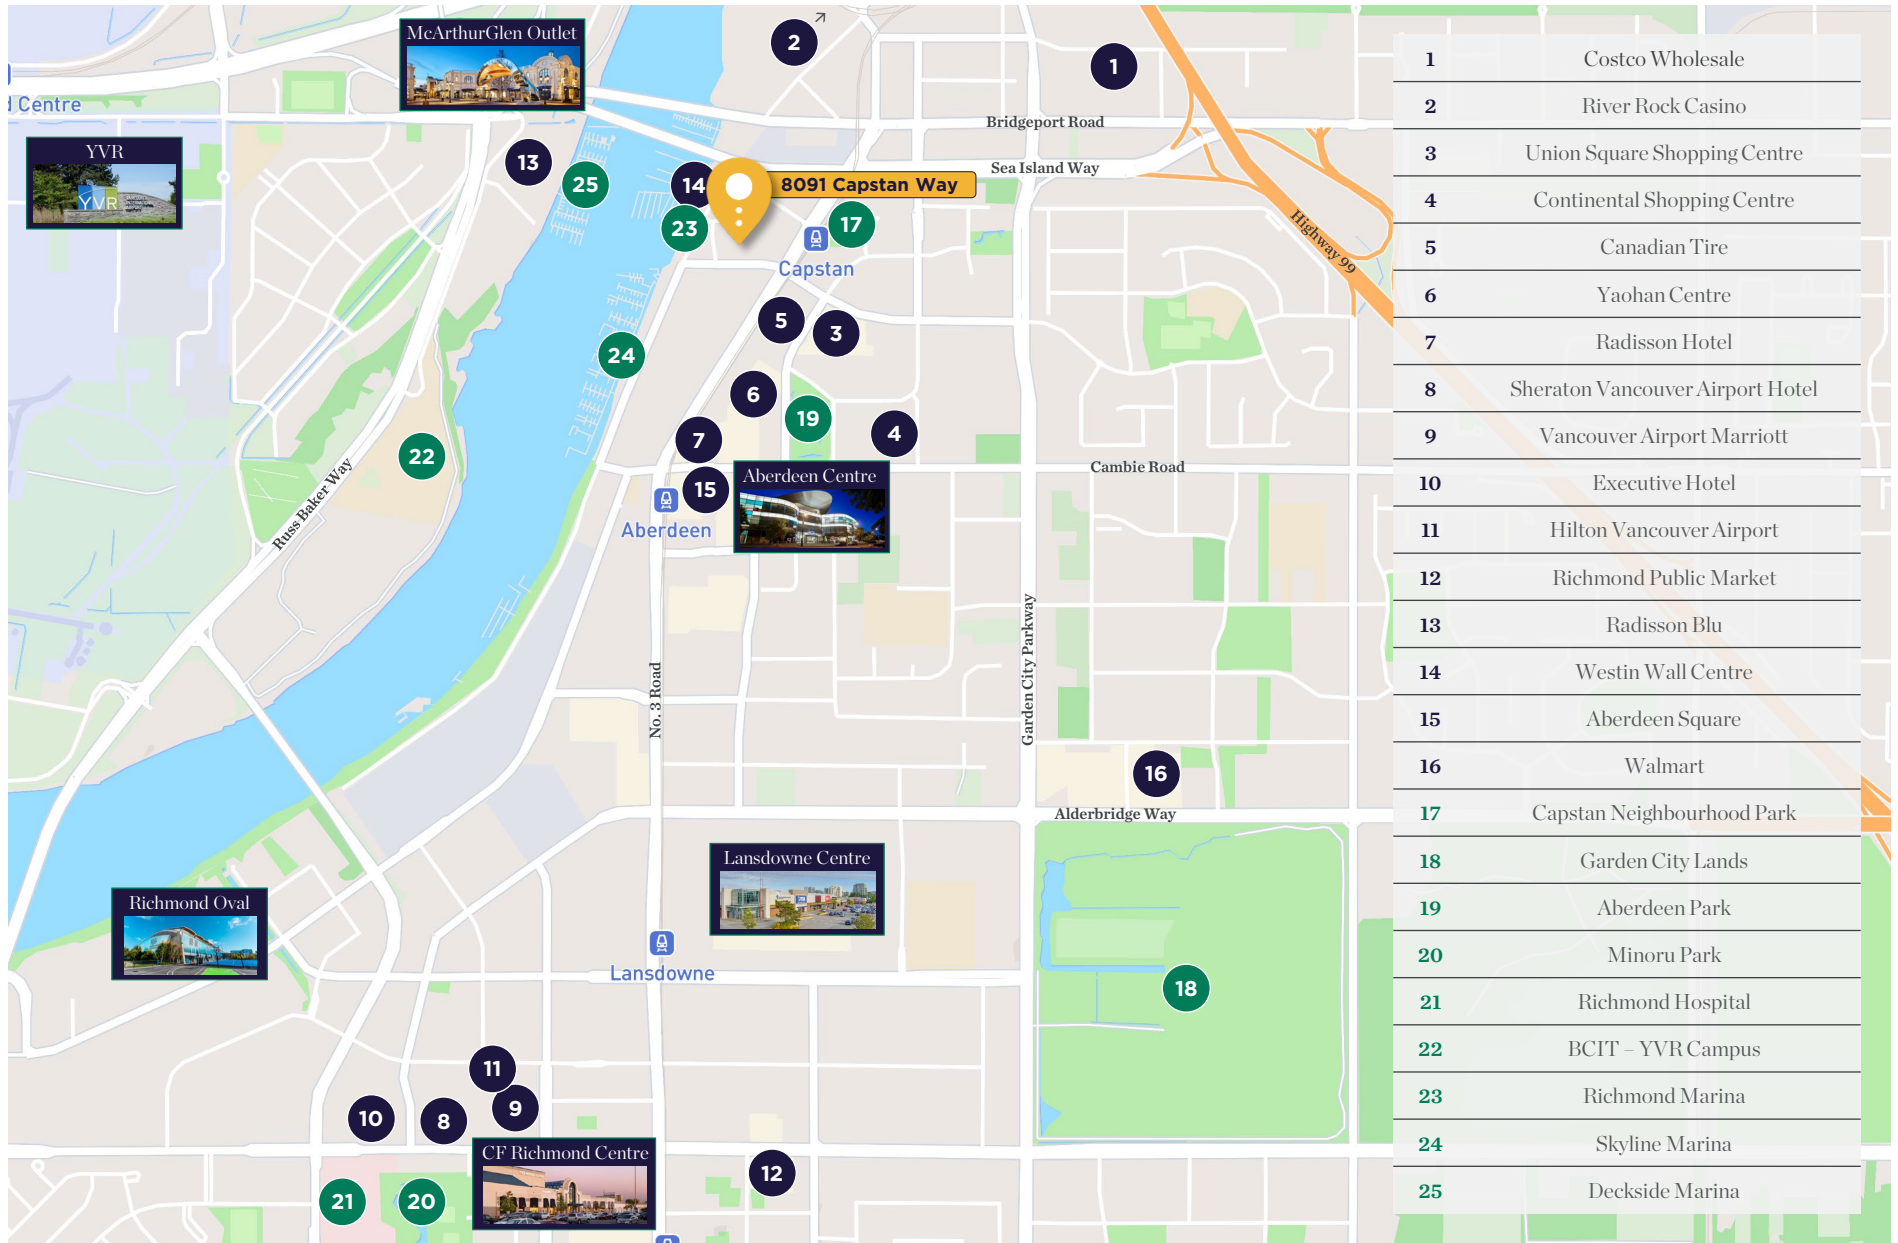 McArthurGlen Outlet
2
1
d Centre
Bridgeport Road
YVR
YVR
13
Sea Island Way
25
14
8091 Capstan Way
23
17
Capstan
Highway 99
5
3
24
6
19
4
7
22
Cambie Road
Aberdeen Centre
15
Aberdeen
Russ Baker Way
Garden City Parkway
No. 3 Road
16
Alderbridge Way
Lansdowne Centre
Richmond Oval
Lansdowne
18
11
9
10
8
CF Richmond Centre
12
21
20
1 Costco Wholesale
2 River Rock Casino
3 Union Square Shopping Centre
4 Continental Shopping Centre
5 Canadian Tire
6 Yaohan Centre
7 Radisson Hotel
8 Sheraton Vancouver Airport Hotel
9 Vancouver Airport Marriott
10 Executive Hotel
11 Hilton Vancouver Airport
12 Richmond Public Market
13 Radisson Blu
14 Westin Wall Centre
15 Aberdeen Square
16 Walmart
17 Capstan Neighbourhood Park
18 Garden City Lands
19 Aberdeen Park
20 Minoru Park
21 Richmond Hospital
22 BCIT – YVR Campus
23 Richmond Marina
24 Skyline Marina
25 Deckside Marina